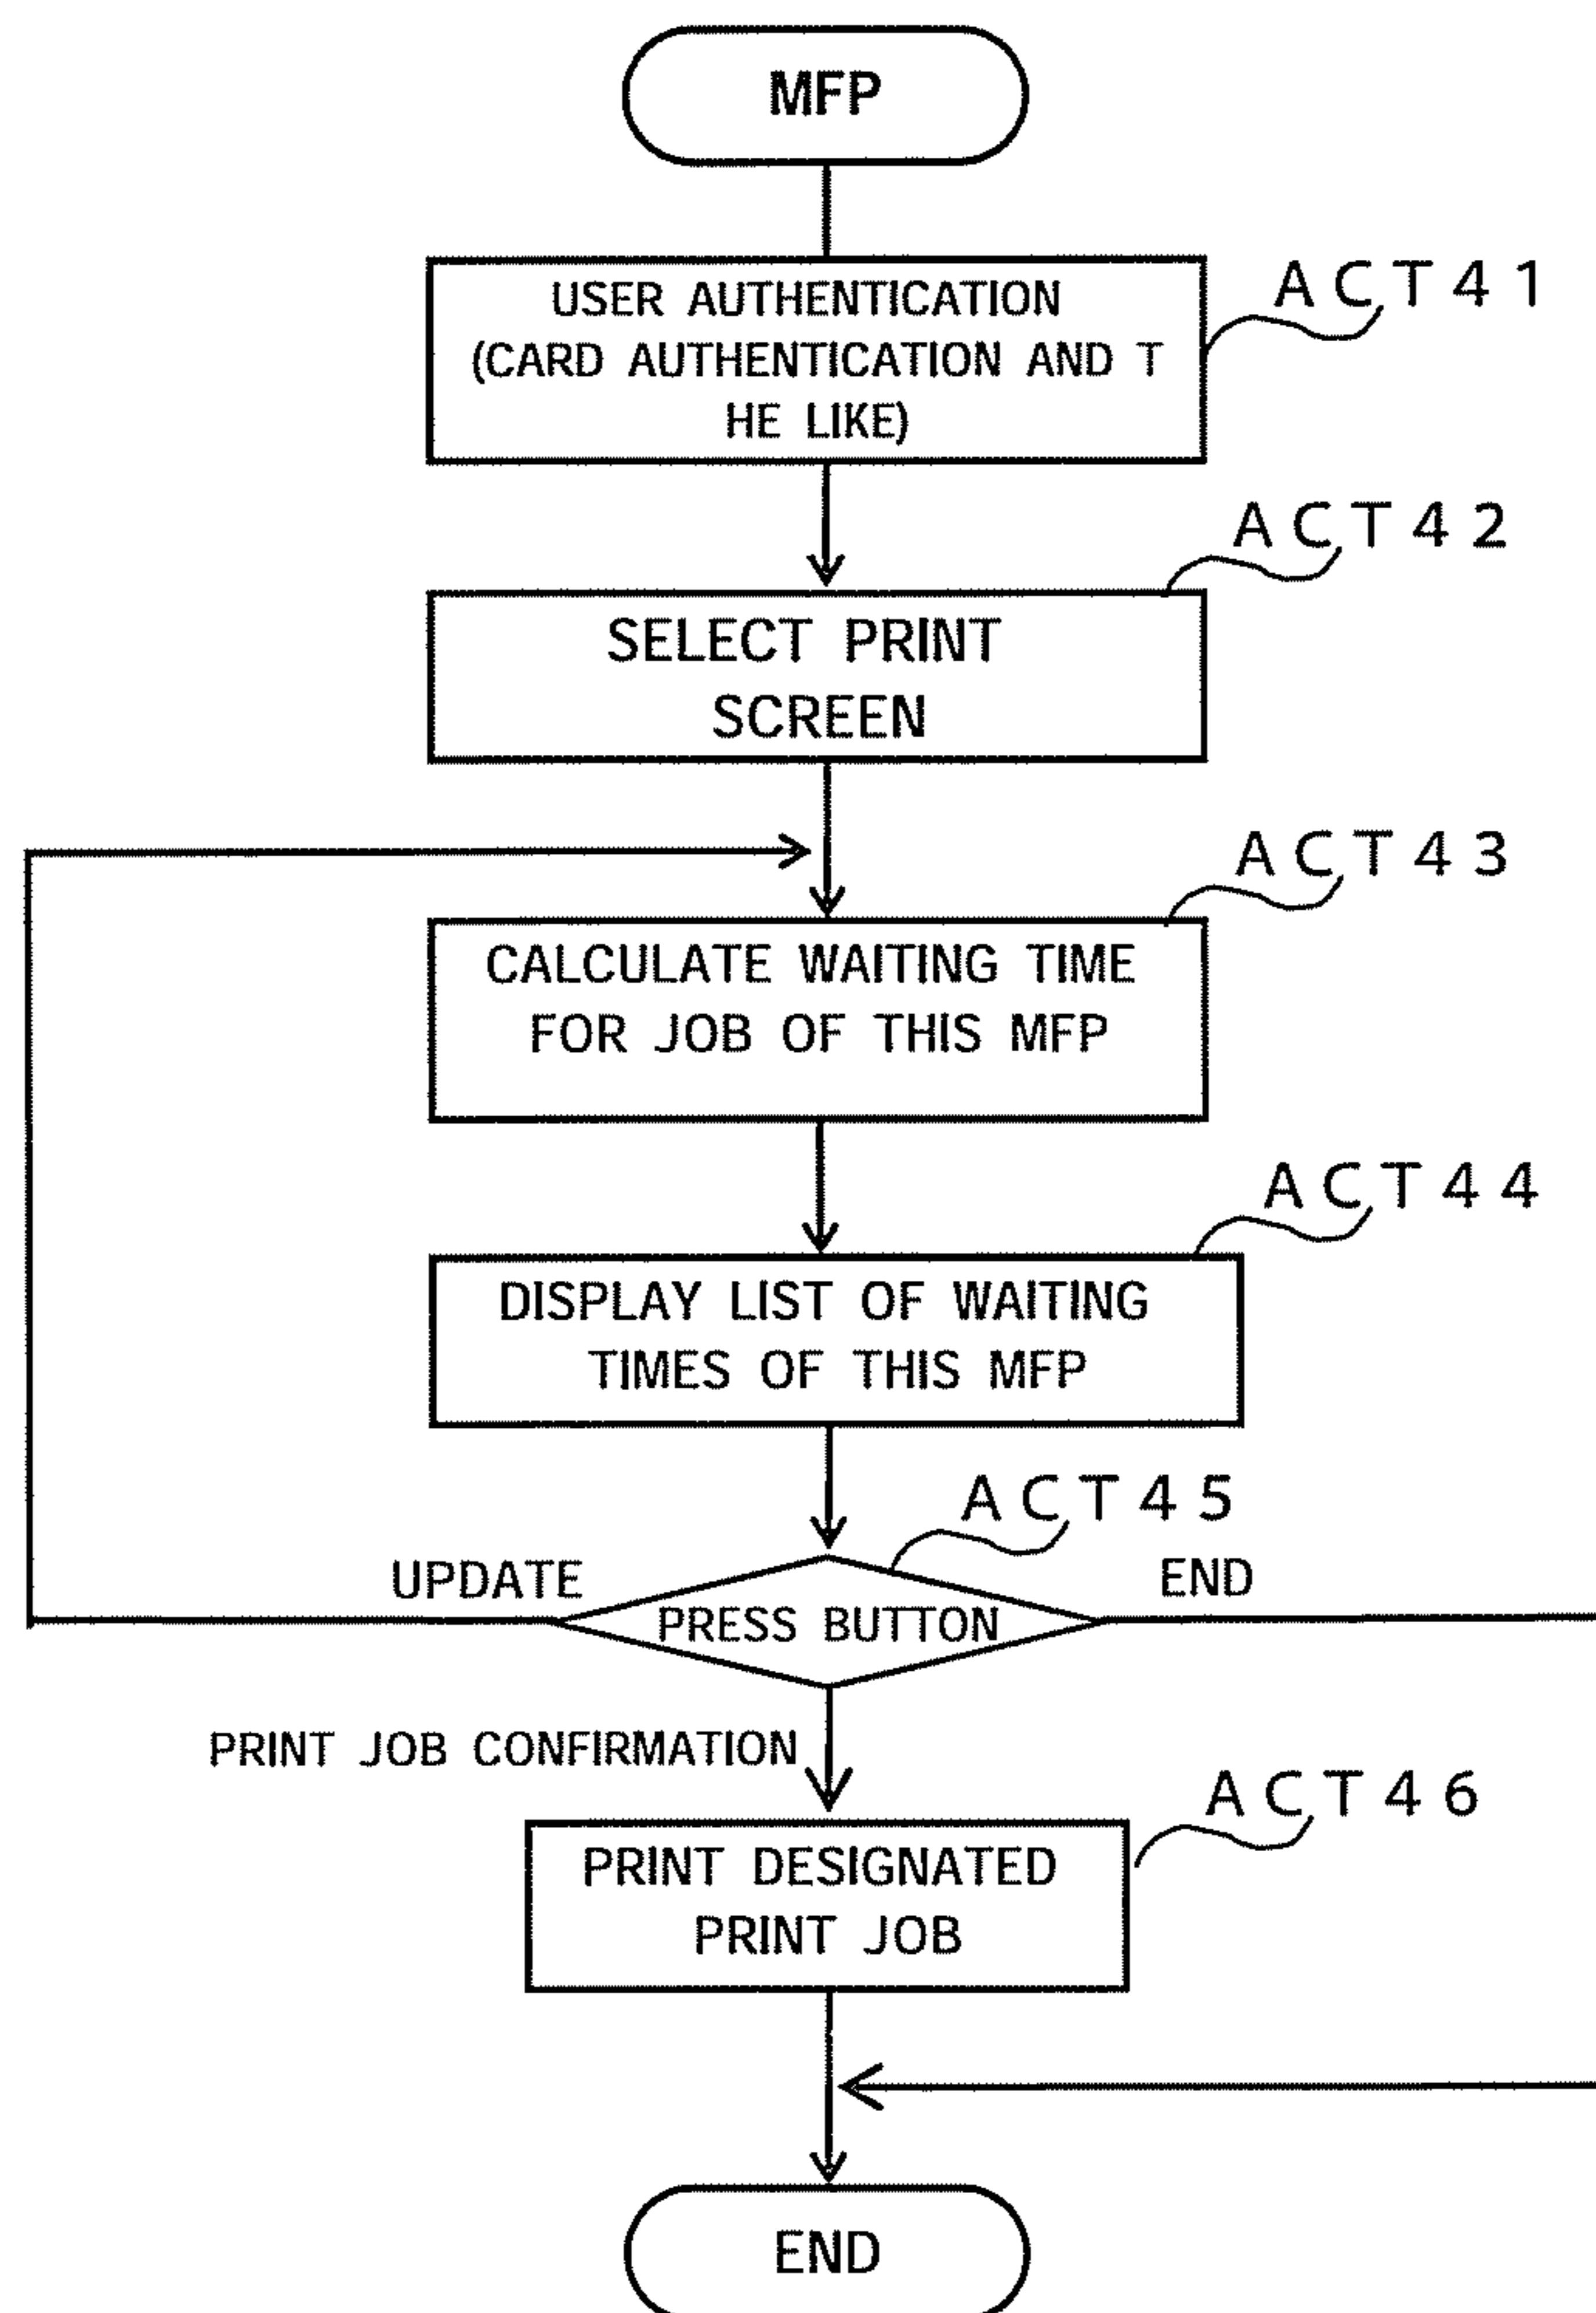 MFP
USER AUTHENTICATION
(CARD AUTHENTICATION AND T
HE LIKE)
ACT41
SELECT PRINT
SCREEN
ACT42
CALCULATE WAITING TIME
FOR JOB OF THIS MFP
ACT43
DISPLAY LIST OF WAITING
TIMES OF THIS MFP
ACT44
ACT45
UPDATE
PRESS BUTTON
END
PRINT JOB CONFIRMATION
ACT46
PRINT DESIGNATED
PRINT JOB
END